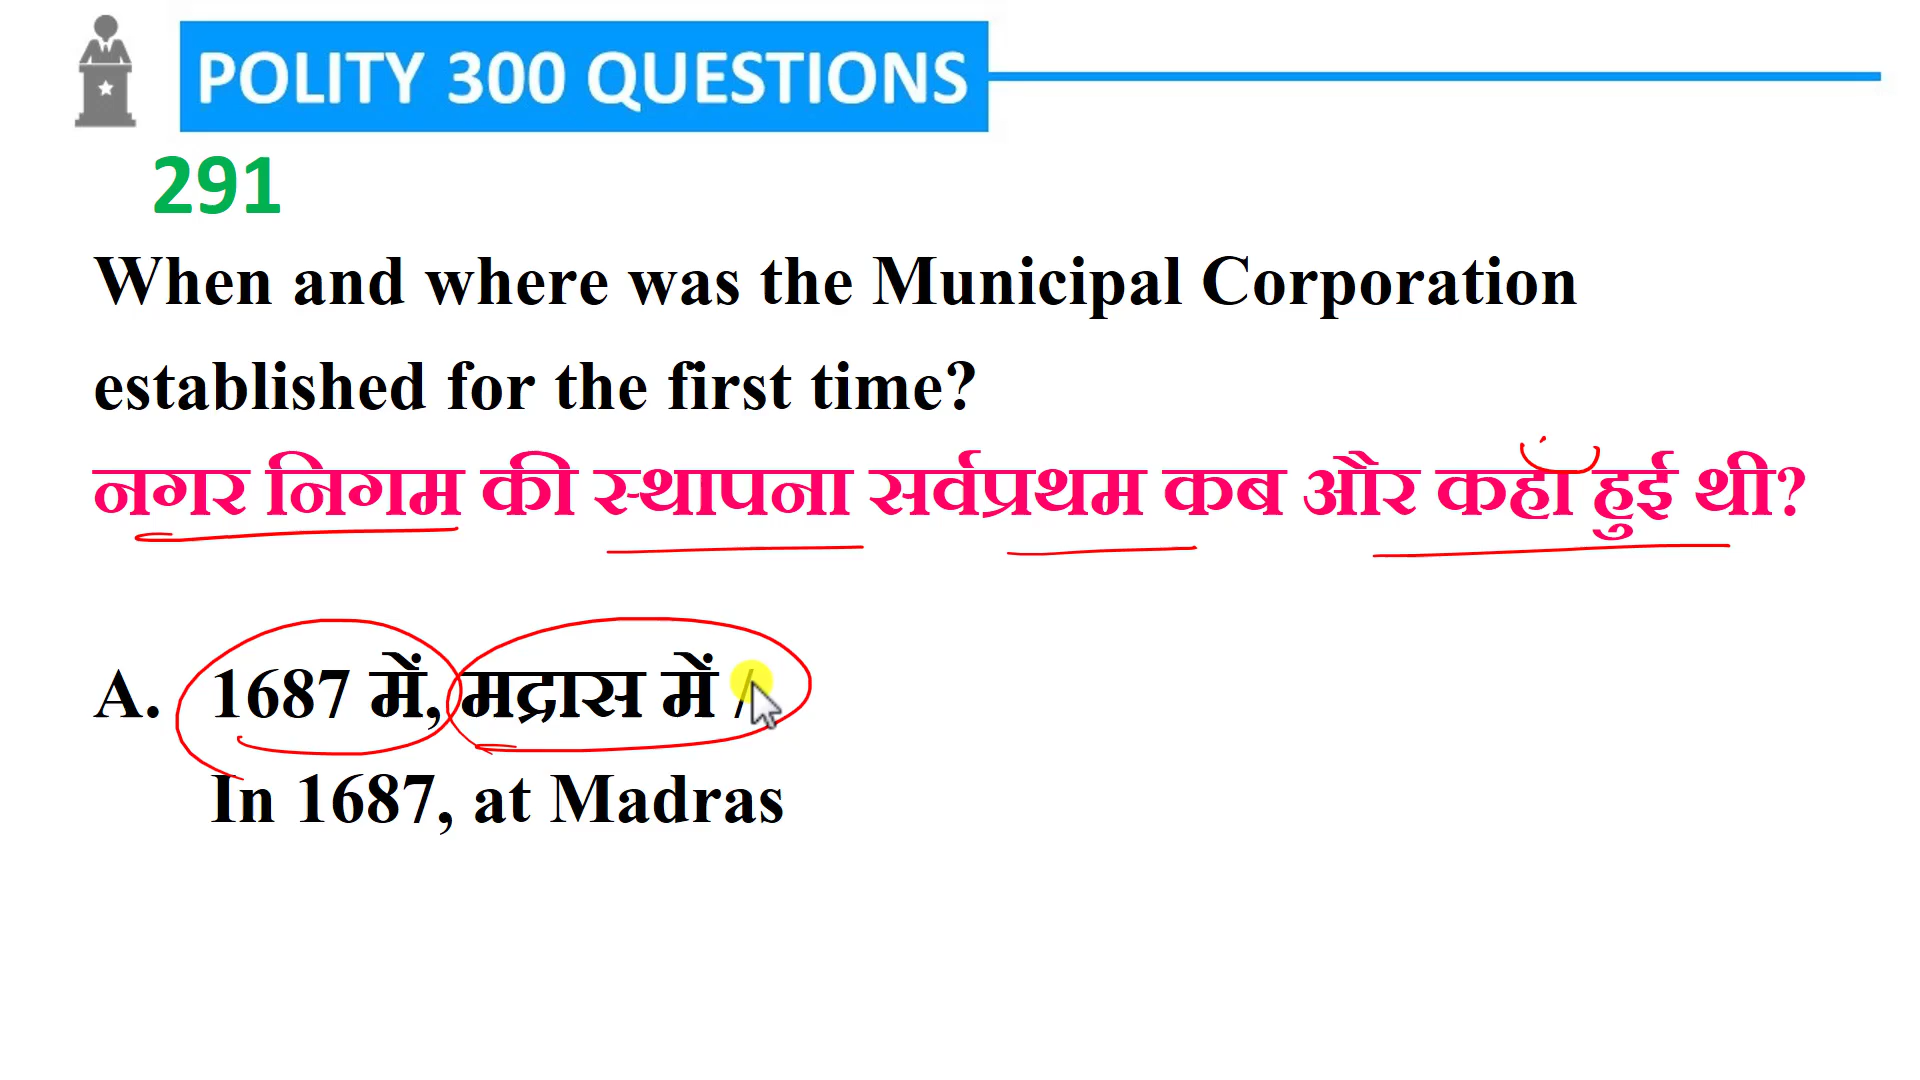 POLITY 300 QUESTIONS
291
When and where was the Municipal Corporation
established for the first time?
नगर निगम की स्थापना सर्वप्रथम कब और कहा हुई थी?
A. 1687 में, मद्रास में /
In 1687, at Madras